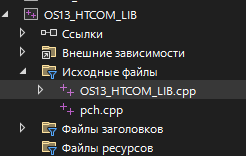 OS13_HTCOM_LIB
Ссылки
Внешние зависимости
Исходные файлы
OS13_HTCOM_LIB.cpp
pch.cpp
Файлы заголовков
Файлы ресурсов